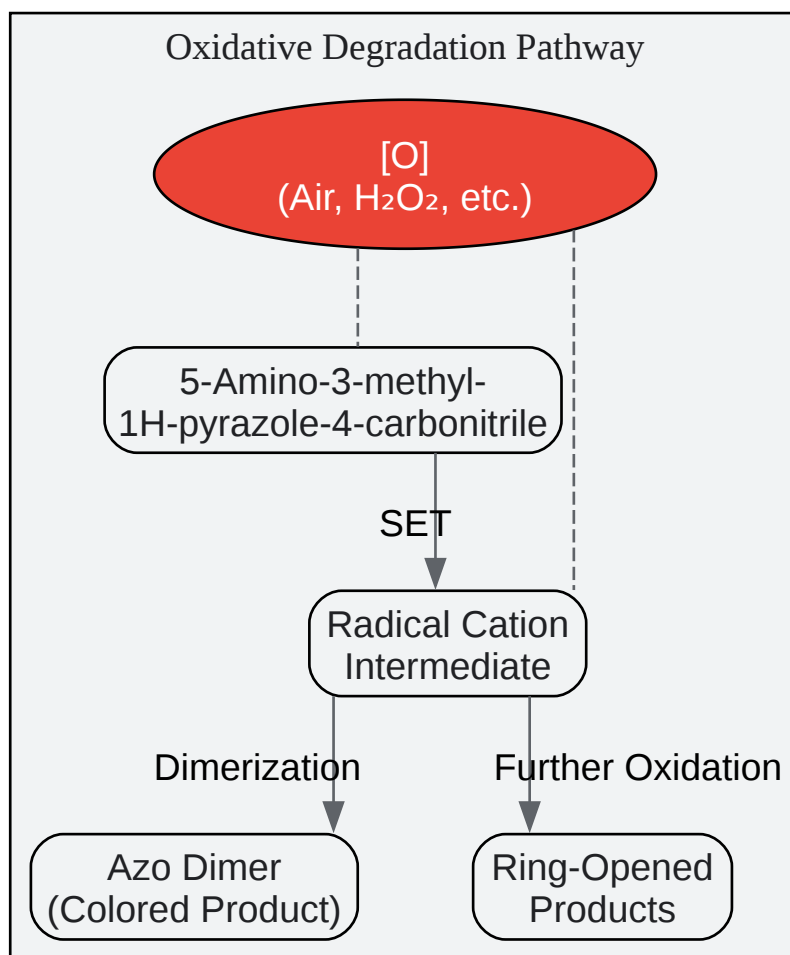 Oxidative Degradation Pathway
[O]
(Air, H₂O₂, etc.)
5-Amino-3-methyl-
1H-pyrazole-4-carbonitrile
SET
Radical Cation
Intermediate
Dimerization
Further Oxidation
Azo Dimer
(Colored Product)
Ring-Opened
Products